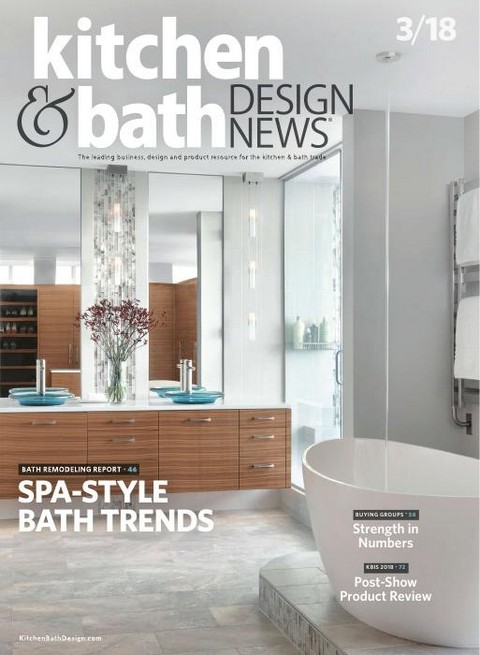 3/18
kitchen
& bath DESIGN
NEWS®
The leading business, design and product resource for the kitchen & bath trade
BATH REMODELING REPORT • 46
SPA-STYLE
BATH TRENDS
BUYING GROUPS • 58
Strength in
Numbers
KBIS 2018 • 72
Post-Show
Product Review
KitchenBathDesign.com